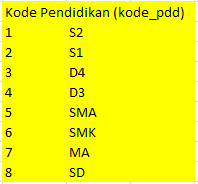 Kode Pendidikan (kode_pdd)
1 S2
2 S1
3 D4
4 D3
5 SMA
6 SMK
7 MA
8 SD